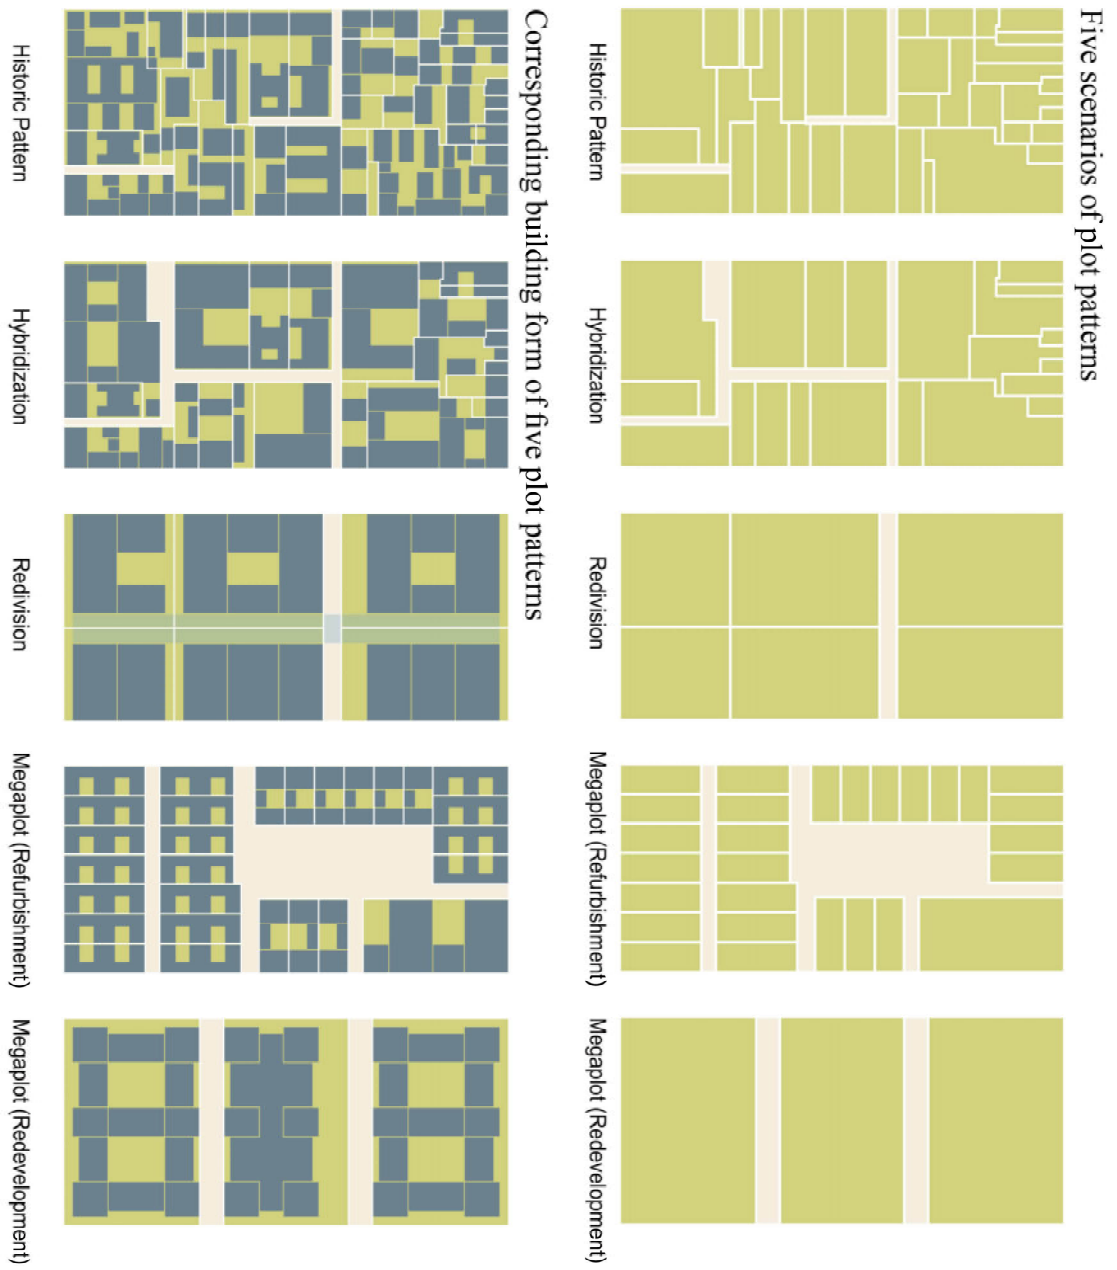 Five scenarios of plot patterns
Historic Pattern
Hybridization
Redivision
Megaplot (Refurbishment)
Megaplot (Redevelopment)
Corresponding building form of five plot patterns
Historic Pattern
Hybridization
Redivision
Megaplot (Refurbishment)
Megaplot (Redevelopment)